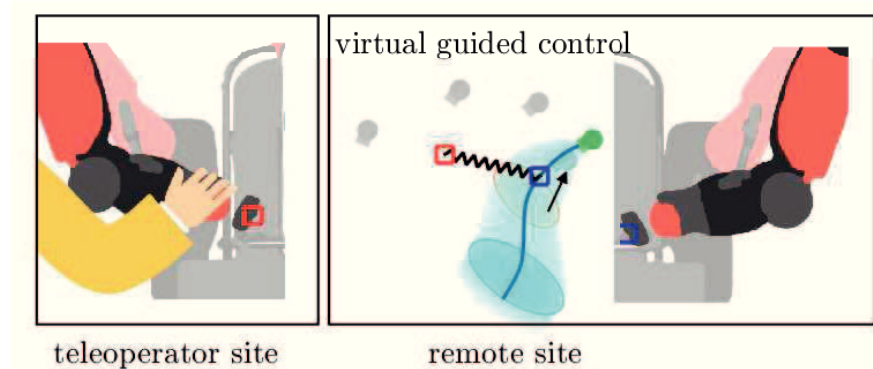 virtual guided control
teleoperator site
remote site